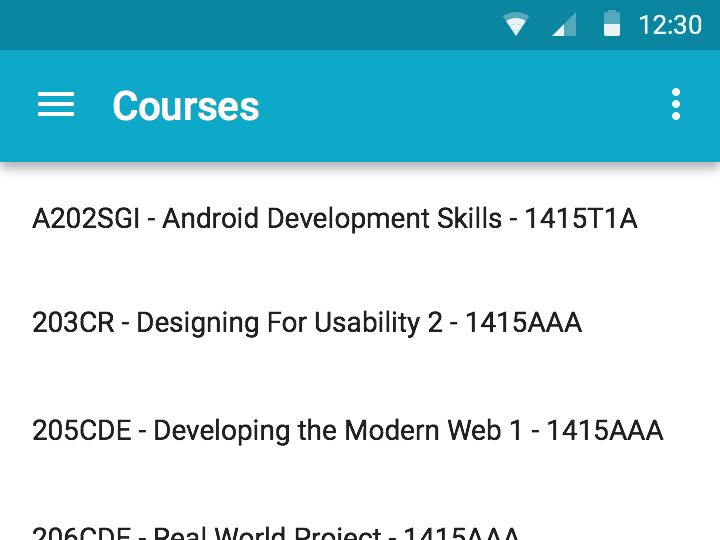 12:30
Courses
A202SGI - Android Development Skills - 1415T1A
203CR - Designing For Usability 2 - 1415AAA
205CDE - Developing the Modern Web 1 - 1415AAA
206CDE - Real World Project - 1415AAA